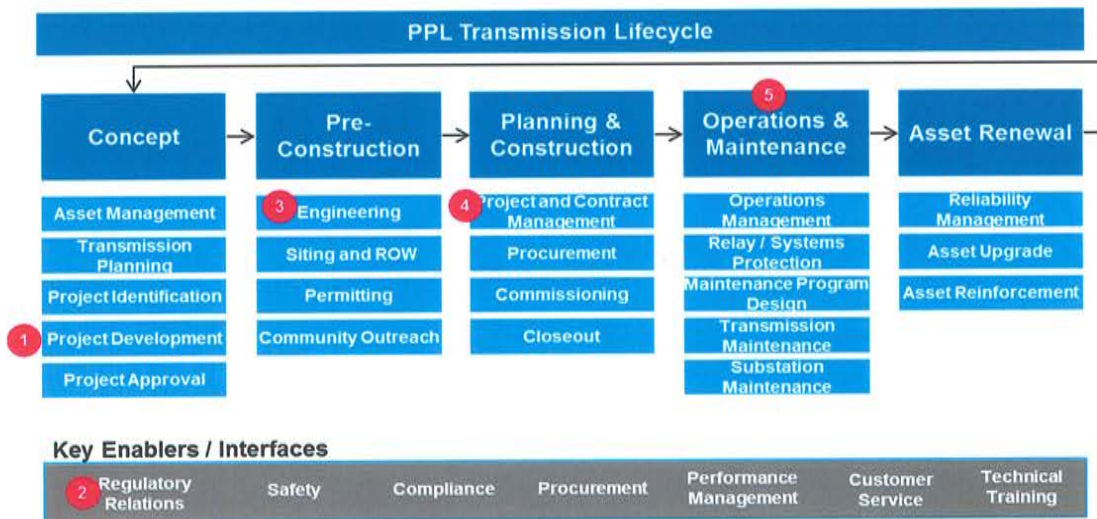 PPL Transmission Lifecycle
5
Concept
Pre-
Construction
Planning &
Construction
Operations &
Maintenance
Asset Renewal
Asset Management
Transmission
Planning
Project Identification
1
Project Development
Project Approval
3
Engineering
Siting and ROW
Permitting
Community Outreach
4
Project and Contract
Management
Procurement
Commissioning
Closeout
Operations
Management
Relay / Systems
Protection
Maintenance Program
Design
Transmission
Maintenance
Substation
Maintenance
Reliability
Management
Asset Upgrade
Asset Reinforcement
Key Enablers / Interfaces
2
Regulatory
Relations
Safety
Compliance
Procurement
Performance
Management
Customer
Service
Technical
Training